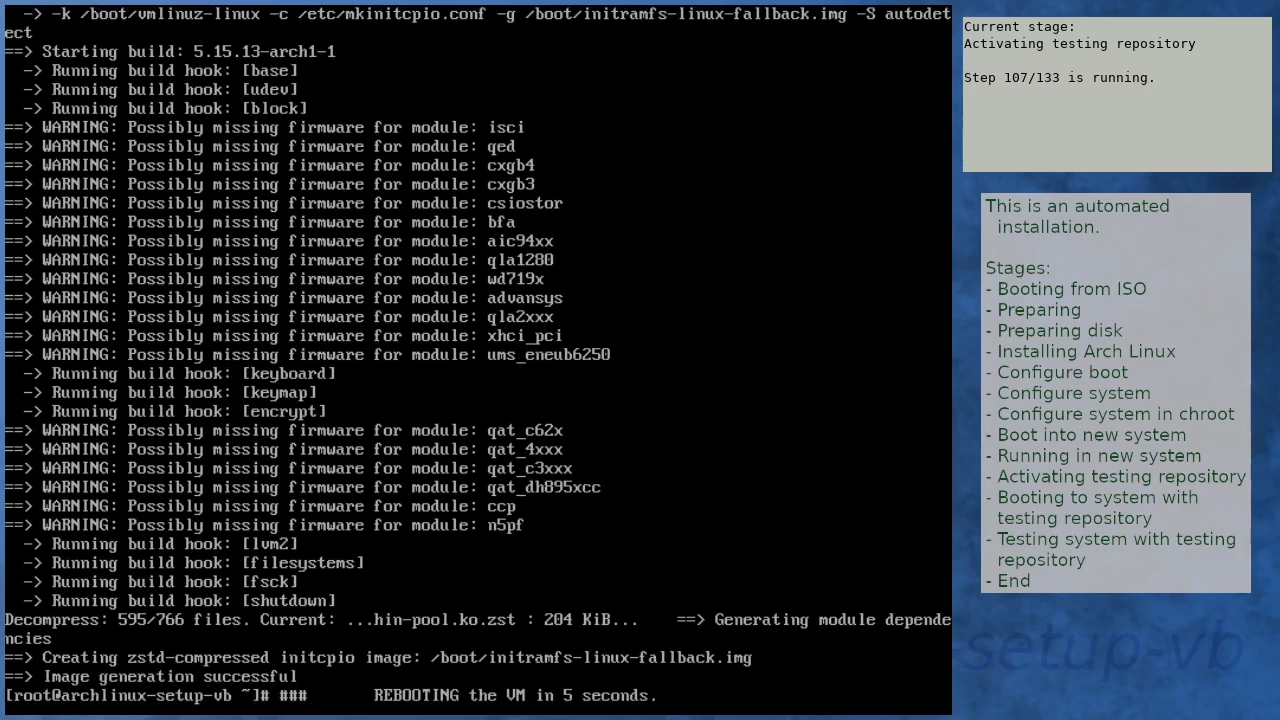 -> -k /boot/vmlinuz-linux -c /etc/mkinitcpio.conf -g /boot/initramfs-linux-fallback.img -S autodet
ect
==> Starting build: 5.15.13-arch1-1
-> Running build hook: [base]
-> Running build hook: [udev]
-> Running build hook: [block]
==> WARNING: Possibly missing firmware for module: isci
==> WARNING: Possibly missing firmware for module: qed
==> WARNING: Possibly missing firmware for module: cxgb4
==> WARNING: Possibly missing firmware for module: cxgb3
==> WARNING: Possibly missing firmware for module: csiostor
==> WARNING: Possibly missing firmware for module: bfa
==> WARNING: Possibly missing firmware for module: aic94xx
==> WARNING: Possibly missing firmware for module: qla1280
==> WARNING: Possibly missing firmware for module: wd719x
==> WARNING: Possibly missing firmware for module: advansys
==> WARNING: Possibly missing firmware for module: qla2xxx
==> WARNING: Possibly missing firmware for module: xhci_pci
==> WARNING: Possibly missing firmware for module: ums_eneub6250
-> Running build hook: [keyboard]
-> Running build hook: [keymap]
-> Running build hook: [encrypt]
==> WARNING: Possibly missing firmware for module: qat_c62x
==> WARNING: Possibly missing firmware for module: qat_4xxx
==> WARNING: Possibly missing firmware for module: qat_c3xxx
==> WARNING: Possibly missing firmware for module: qat_dh895xcc
==> WARNING: Possibly missing firmware for module: ccp
==> WARNING: Possibly missing firmware for module: n5pf
-> Running build hook: [lvm2]
-> Running build hook: [filesystems]
-> Running build hook: [fsck]
-> Running build hook: [shutdown]
Decompress: 595/766 files. Current: ...hin-pool.ko.zst : 204 KiB...    ==> Generating module depende
ncies
==> Creating zstd-compressed initcpio image: /boot/initramfs-linux-fallback.img
==> Image generation successful
[root@archlinux-setup-vb ~]# ###       REBOOTING the VM in 5 seconds.
Current stage:
Activating testing repository
Step 107/133 is running.
This is an automated
installation.
Stages:
- Booting from ISO
- Preparing
- Preparing disk
- Installing Arch Linux
- Configure boot
- Configure system
- Configure system in chroot
- Boot into new system
- Running in new system
- Activating testing repository
- Booting to system with
testing repository
- Testing system with testing
repository
- End
-setup-vb